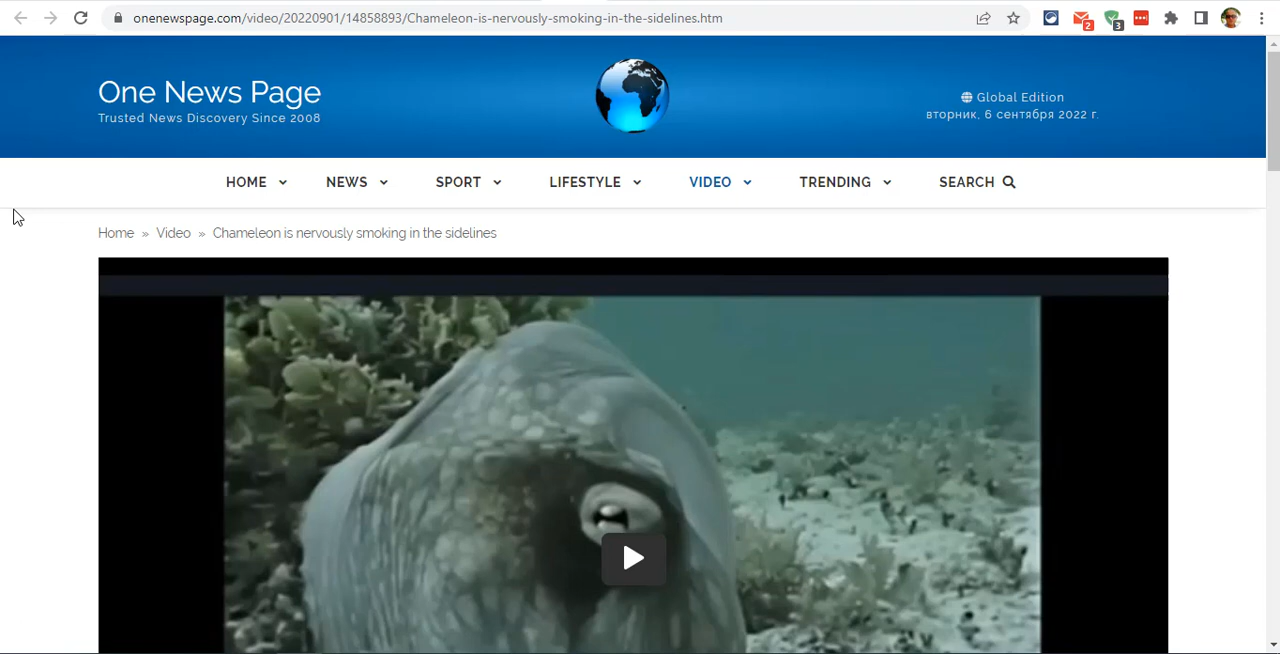 onenewspage.com/video/20220901/14858893/Chameleon-is-nervously-smoking-in-the-sidelines.htm
2
3
One News Page
Trusted News Discovery Since 2008
Global Edition
вторник, 6 сентября 2022 г.
HOME NEWS SPORT LIFESTYLE VIDEO TRENDING SEARCH
Home » Video » Chameleon is nervously smoking in the sidelines